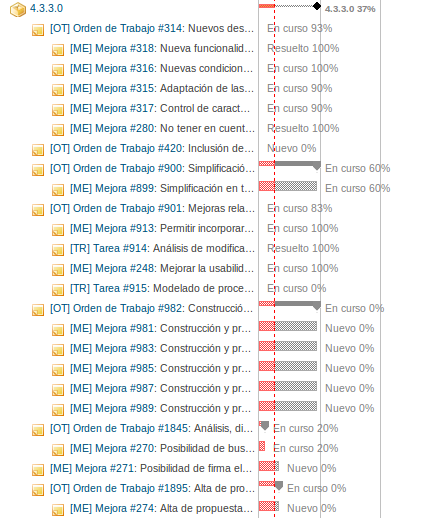 4.3.3.0 4.3.3.0 37%
[OT] Orden de Trabajo #314: Nuevos des... En curso 93%
[ME] Mejora #318: Nueva funcionalid... Resuelto 100%
[ME] Mejora #316: Nuevas condicion... En curso 100%
[ME] Mejora #315: Adaptación de las... En curso 90%
[ME] Mejora #317: Control de caract... En curso 90%
[ME] Mejora #280: No tener en cuent... Resuelto 100%
[OT] Orden de Trabajo #420: Inclusión de... Nuevo 0%
[OT] Orden de Trabajo #900: Simplificació... En curso 60%
[ME] Mejora #899: Simplificación en t... En curso 60%
[OT] Orden de Trabajo #901: Mejoras rela... En curso 83%
[ME] Mejora #913: Permitir incorporar... En curso 100%
[TR] Tarea #914: Análisis de modifica... Resuelto 100%
[ME] Mejora #248: Mejorar la usabilid... En curso 100%
[TR] Tarea #915: Modelado de proce... En curso 0%
[OT] Orden de Trabajo #982: Construcció... En curso 0%
[ME] Mejora #981: Construcción y pr... Nuevo 0%
[ME] Mejora #983: Construcción y pr... Nuevo 0%
[ME] Mejora #985: Construcción y pr... Nuevo 0%
[ME] Mejora #987: Construcción y pr... Nuevo 0%
[ME] Mejora #989: Construcción y pr... Nuevo 0%
[OT] Orden de Trabajo #1845: Análisis, di... En curso 20%
[ME] Mejora #270: Posibilidad de bus... En curso 20%
[ME] Mejora #271: Posibilidad de firma el... Nuevo 0%
[OT] Orden de Trabajo #1895: Alta de pro... En curso 0%
[ME] Mejora #274: Alta de propuesta... Nuevo 0%